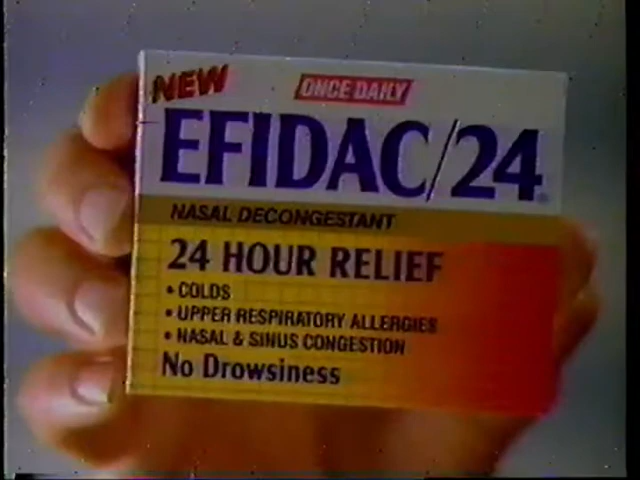 NEW
ONCE DAILY
EFIDAC/24®
NASAL DECONGESTANT
24 HOUR RELIEF
• COLDS
• UPPER RESPIRATORY ALLERGIES
• NASAL & SINUS CONGESTION
No Drowsiness